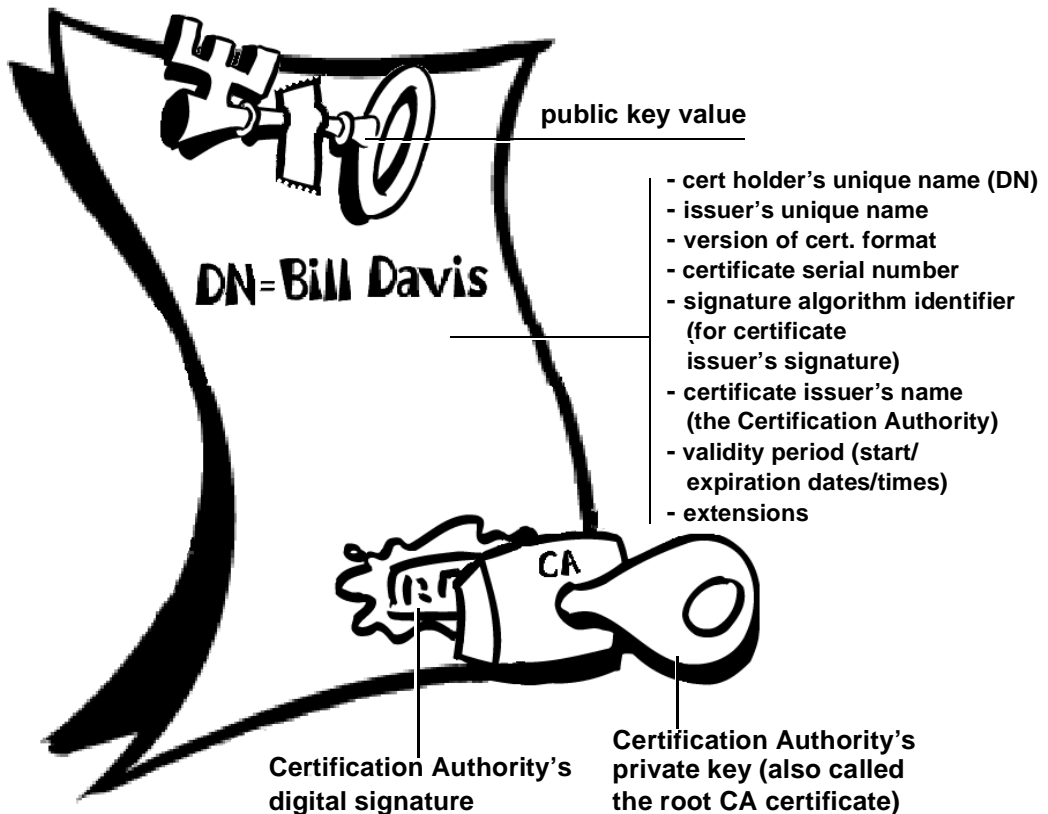 public key value
- cert holder's unique name (DN)
- issuer's unique name
- version of cert. format
- certificate serial number
- signature algorithm identifier
(for certificate
issuer's signature)
- certificate issuer's name
(the Certification Authority)
- validity period (start/
expiration dates/times)
- extensions
DN=Bill Davis
CA
Certification Authority's
digital signature
Certification Authority's
private key (also called
the root CA certificate)